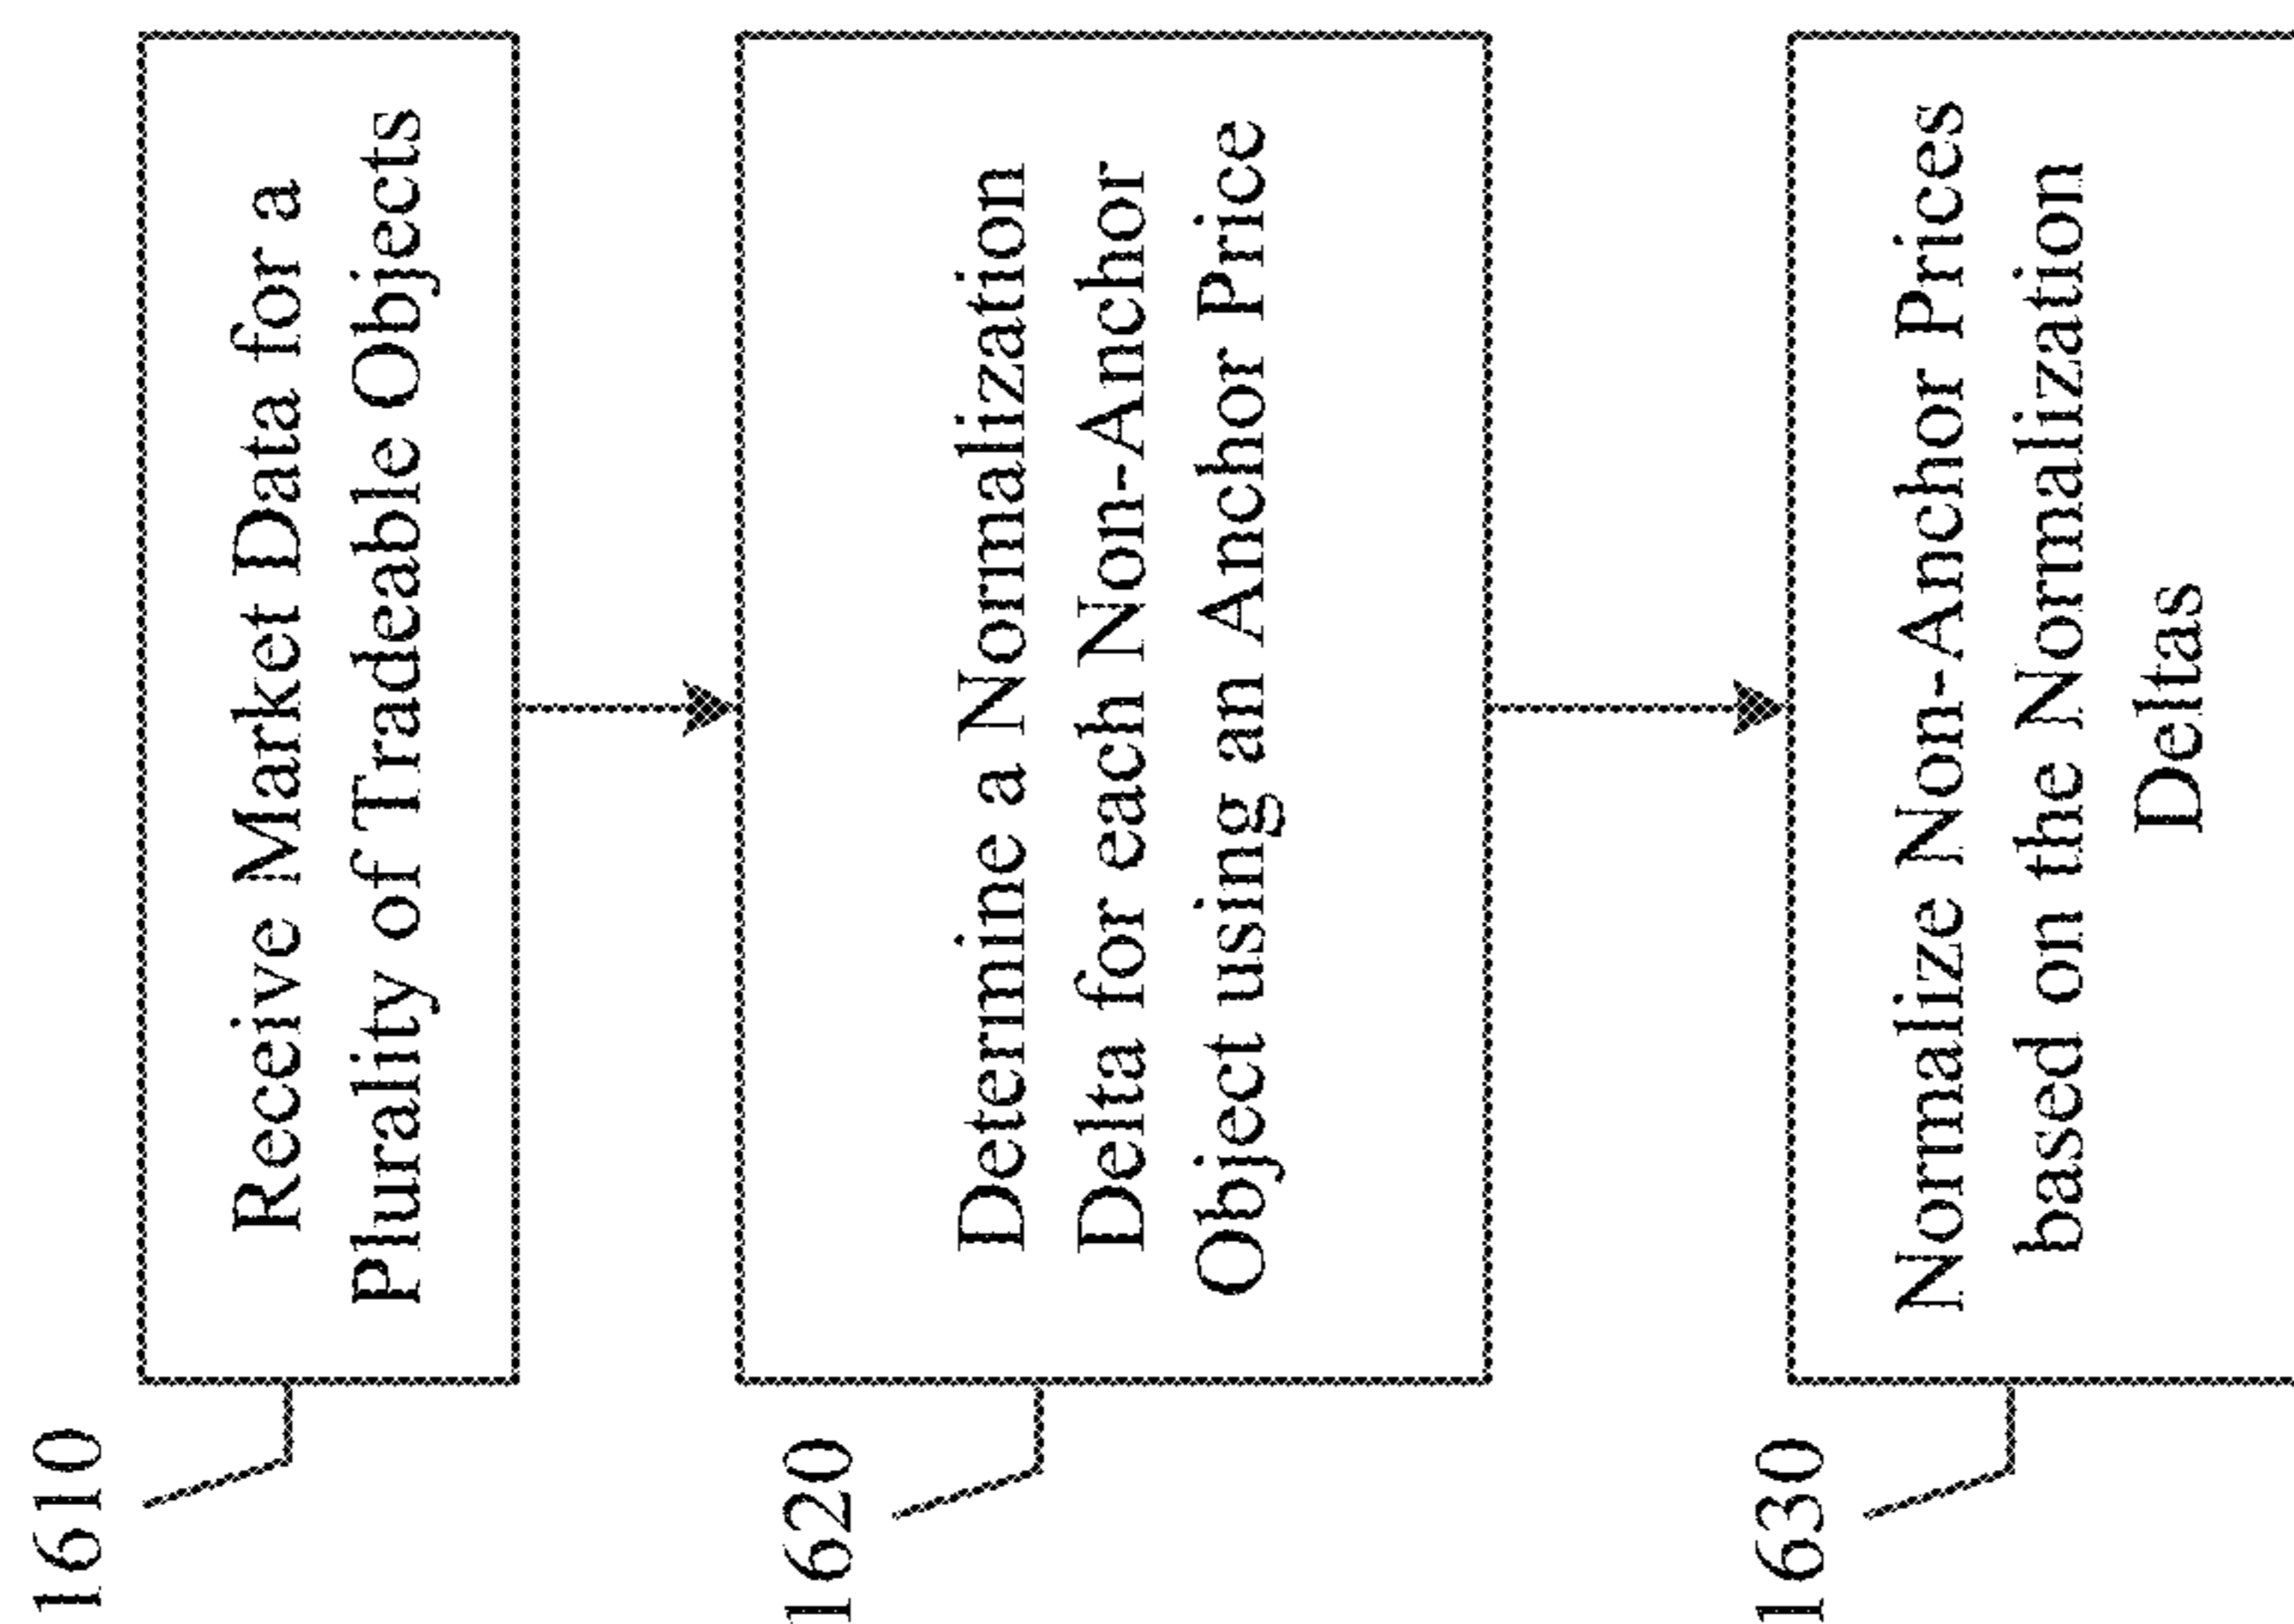 1610
Receive Market Data for a
Plurality of Tradeable Objects
1620
Determine a Normalization
Delta for each Non-Anchor
Object using an Anchor Price
1630
Normalize Non-Anchor Prices
based on the Normalization
Deltas